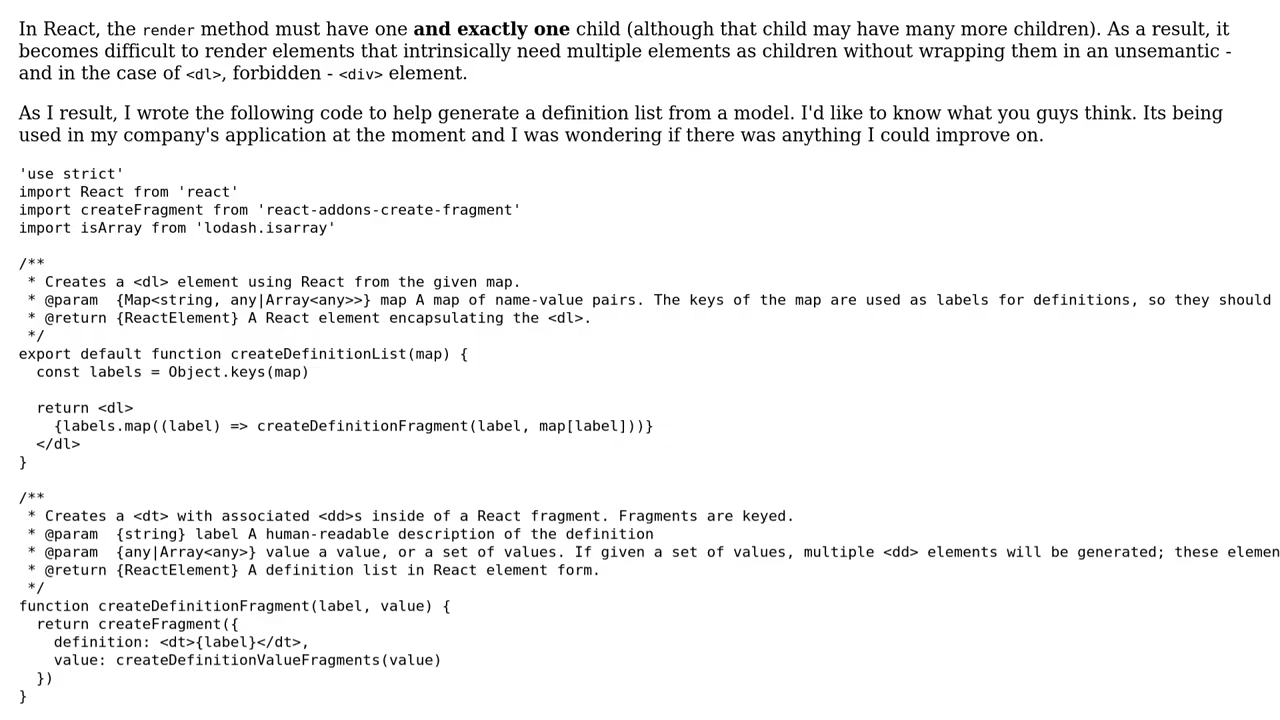 In React, the render method must have one and exactly one child (although that child may have many more children). As a result, it
becomes difficult to render elements that intrinsically need multiple elements as children without wrapping them in an unsemantic -
and in the case of <dl>, forbidden - <div> element.
As I result, I wrote the following code to help generate a definition list from a model. I'd like to know what you guys think. Its being
used in my company's application at the moment and I was wondering if there was anything I could improve on.
'use strict'
import React from 'react'
import createFragment from 'react-addons-create-fragment'
import isArray from 'lodash.isarray'
/**
 * Creates a <dl> element using React from the given map.
 * @param  {Map<string, any|Array<any>>} map A map of name-value pairs. The keys of the map are used as labels for definitions, so they should
 * @return {ReactElement} A React element encapsulating the <dl>.
 */
export default function createDefinitionList(map) {
  const labels = Object.keys(map)
  return <dl>
    {labels.map((label) => createDefinitionFragment(label, map[label]))}
  </dl>
}
/**
 * Creates a <dt> with associated <dd>s inside of a React fragment. Fragments are keyed.
 * @param  {string} label A human-readable description of the definition
 * @param  {any|Array<any>} value a value, or a set of values. If given a set of values, multiple <dd> elements will be generated; these elemen
 * @return {ReactElement} A definition list in React element form.
 */
function createDefinitionFragment(label, value) {
  return createFragment({
    definition: <dt>{label}</dt>,
    value: createDefinitionValueFragments(value)
  })
}